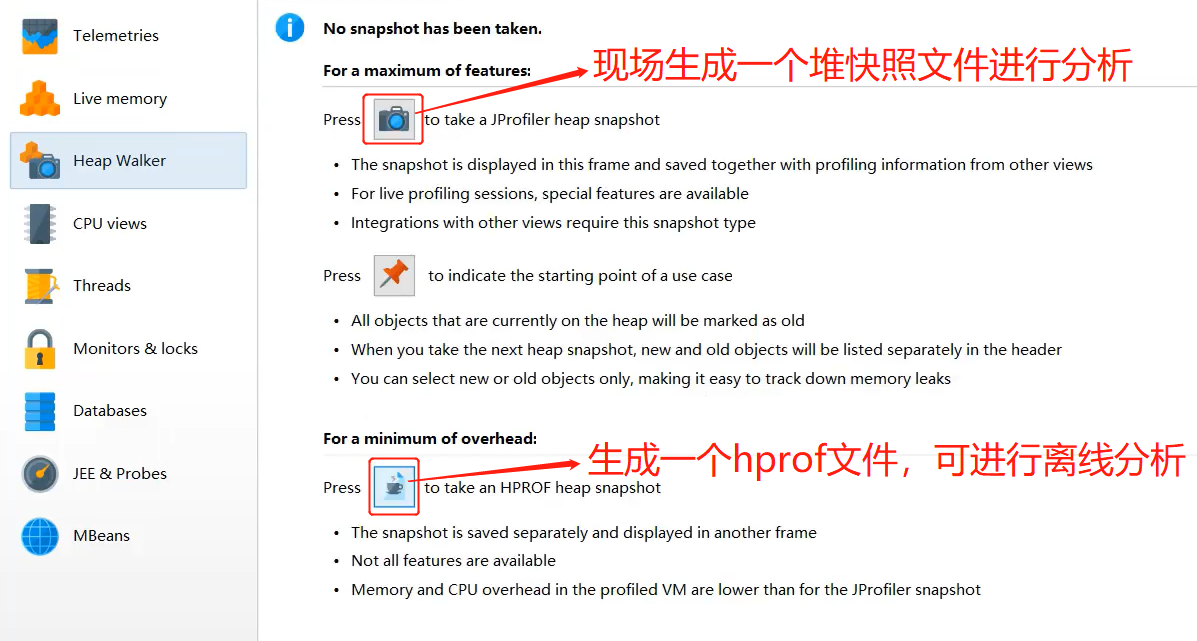 Telemetries
Live memory
Heap Walker
CPU views
Threads
Monitors & locks
Databases
JEE & Probes
MBeans
No snapshot has been taken.
For a maximum of features:
现场生成一个堆快照文件进行分析
Press to take a JProfiler heap snapshot
• The snapshot is displayed in this frame and saved together with profiling information from other views
• For live profiling sessions, special features are available
• Integrations with other views require this snapshot type
Press to indicate the starting point of a use case
• All objects that are currently on the heap will be marked as old
• When you take the next heap snapshot, new and old objects will be listed separately in the header
• You can select new or old objects only, making it easy to track down memory leaks
For a minimum of overhead:
生成一个hprof文件，可进行离线分析
Press to take an HPROF heap snapshot
• The snapshot is saved separately and displayed in another frame
• Not all features are available
• Memory and CPU overhead in the profiled VM are lower than for the JProfiler snapshot